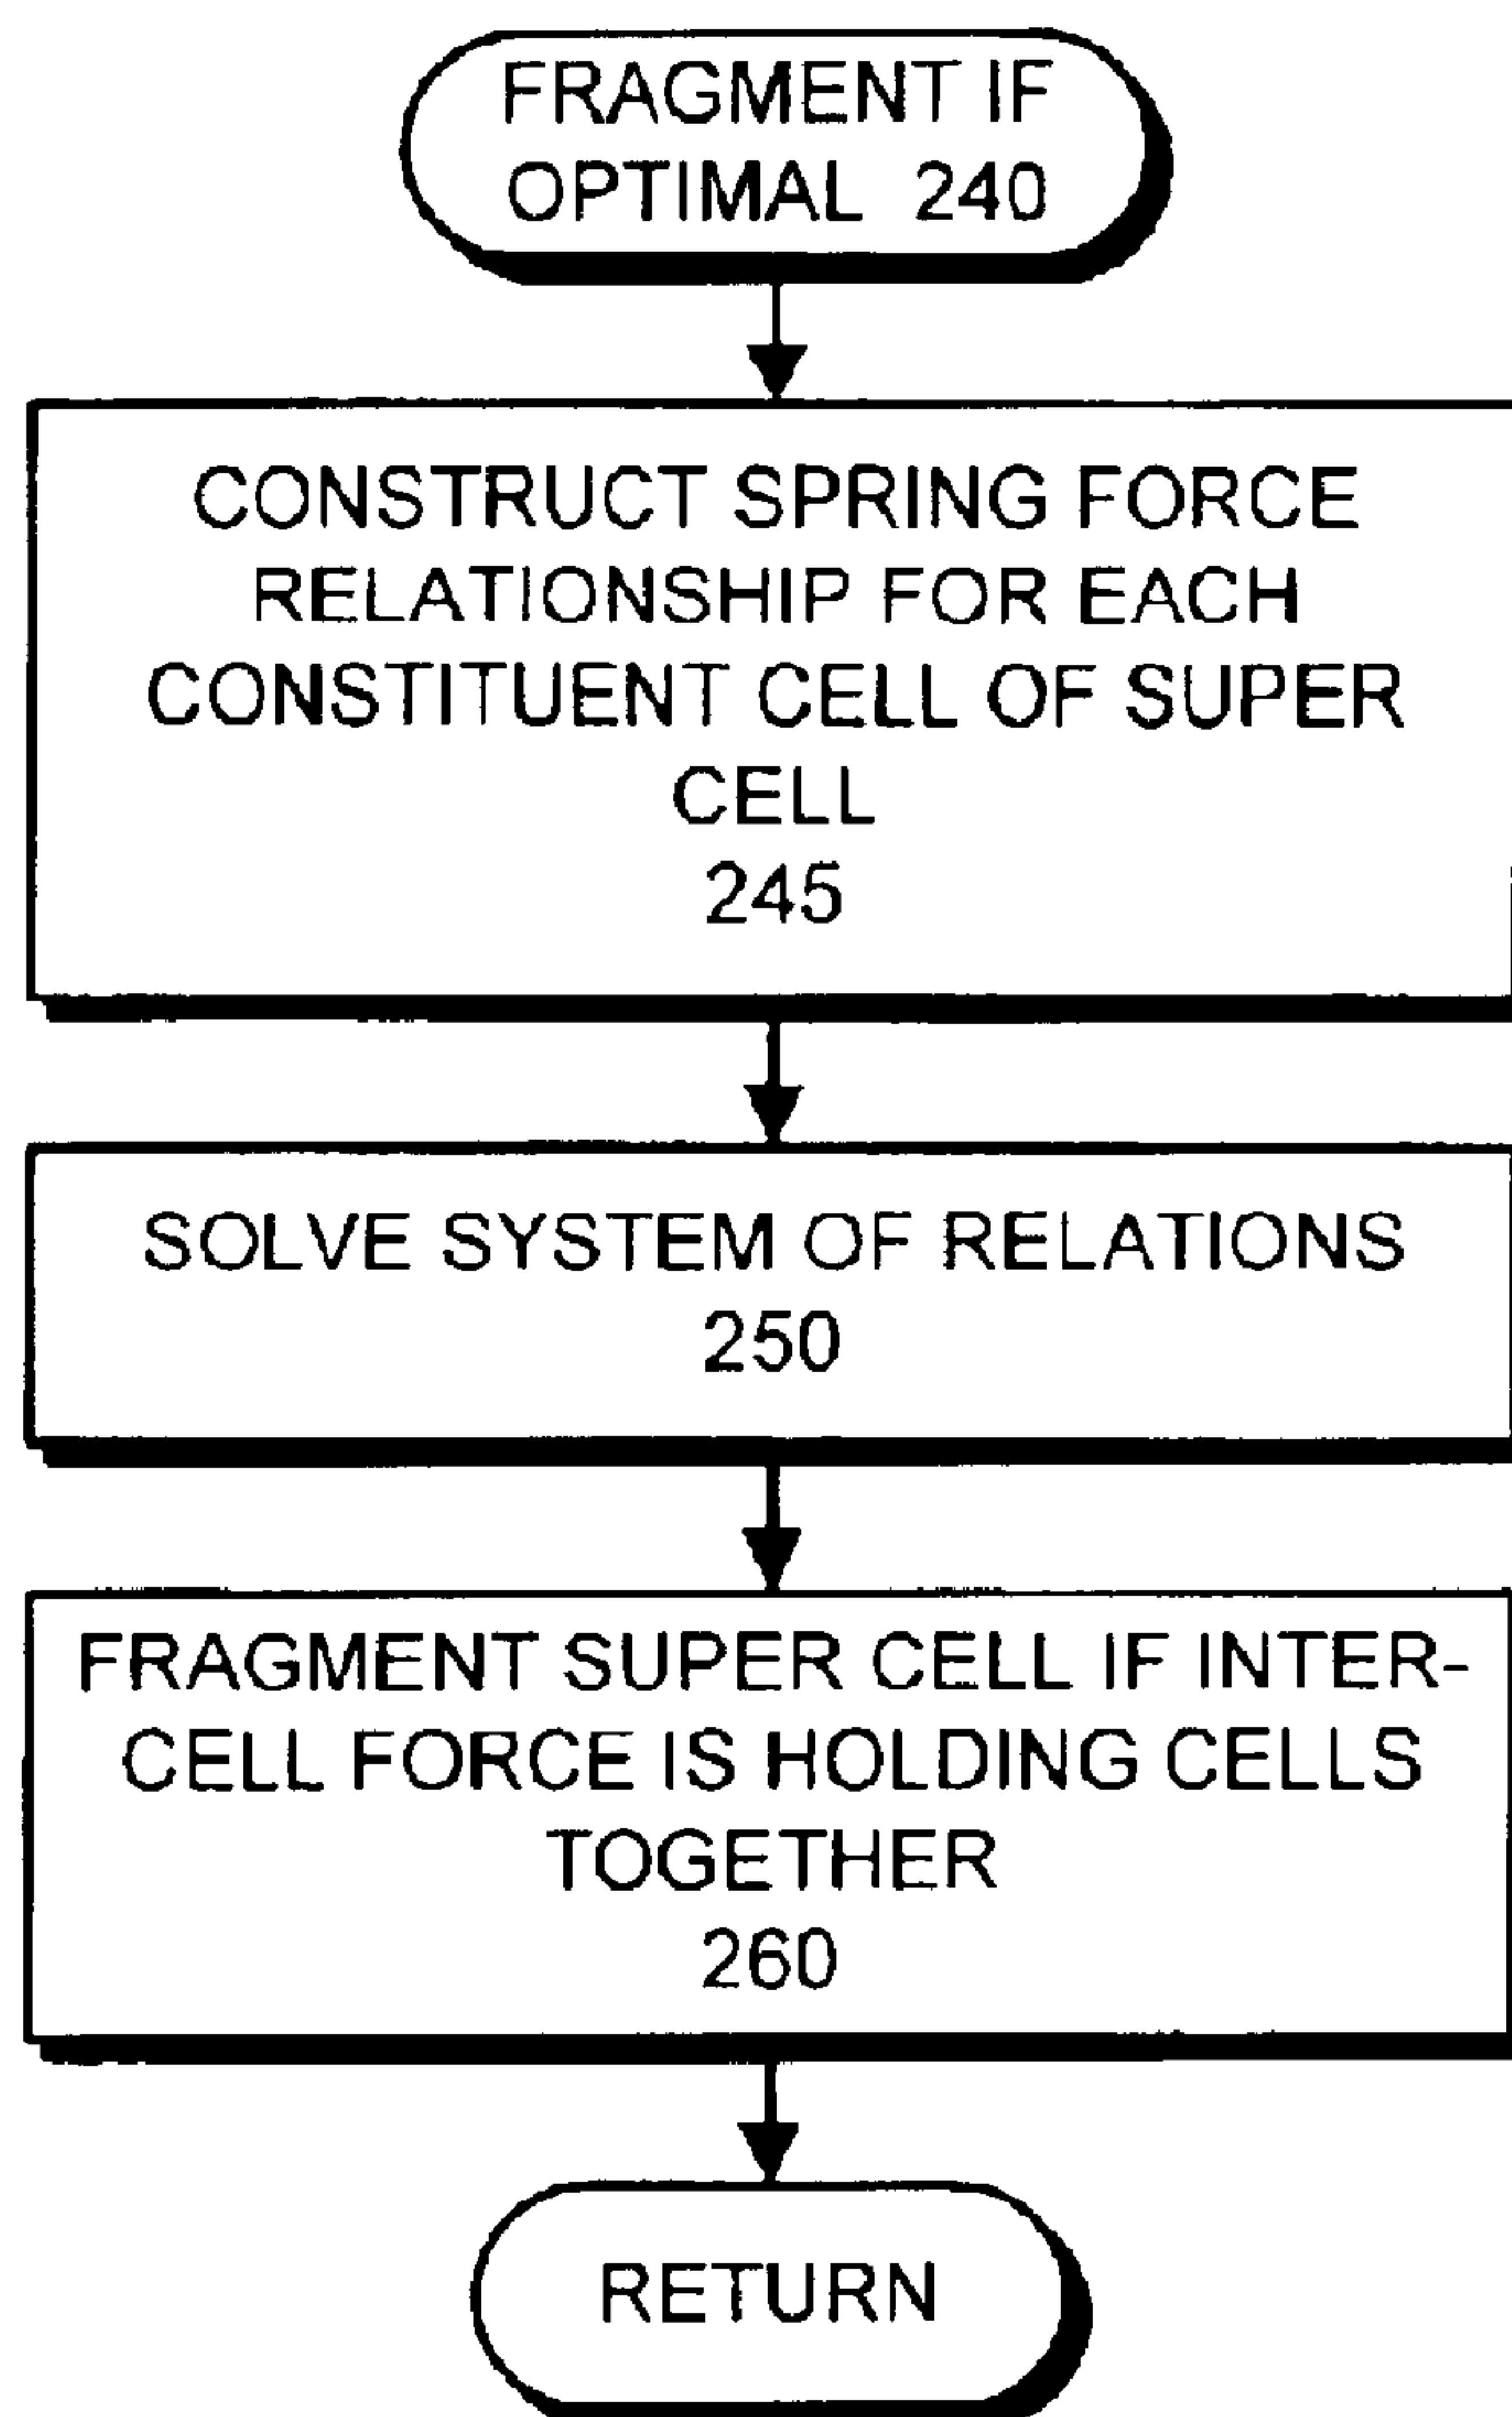 FRAGMENT IF
OPTIMAL 240
CONSTRUCT SPRING FORCE
RELATIONSHIP FOR EACH
CONSTITUENT CELL OF SUPER
CELL
245
SOLVE SYSTEM OF RELATIONS
250
FRAGMENT SUPER CELL IF INTER-
CELL FORCE IS HOLDING CELLS
TOGETHER
260
RETURN